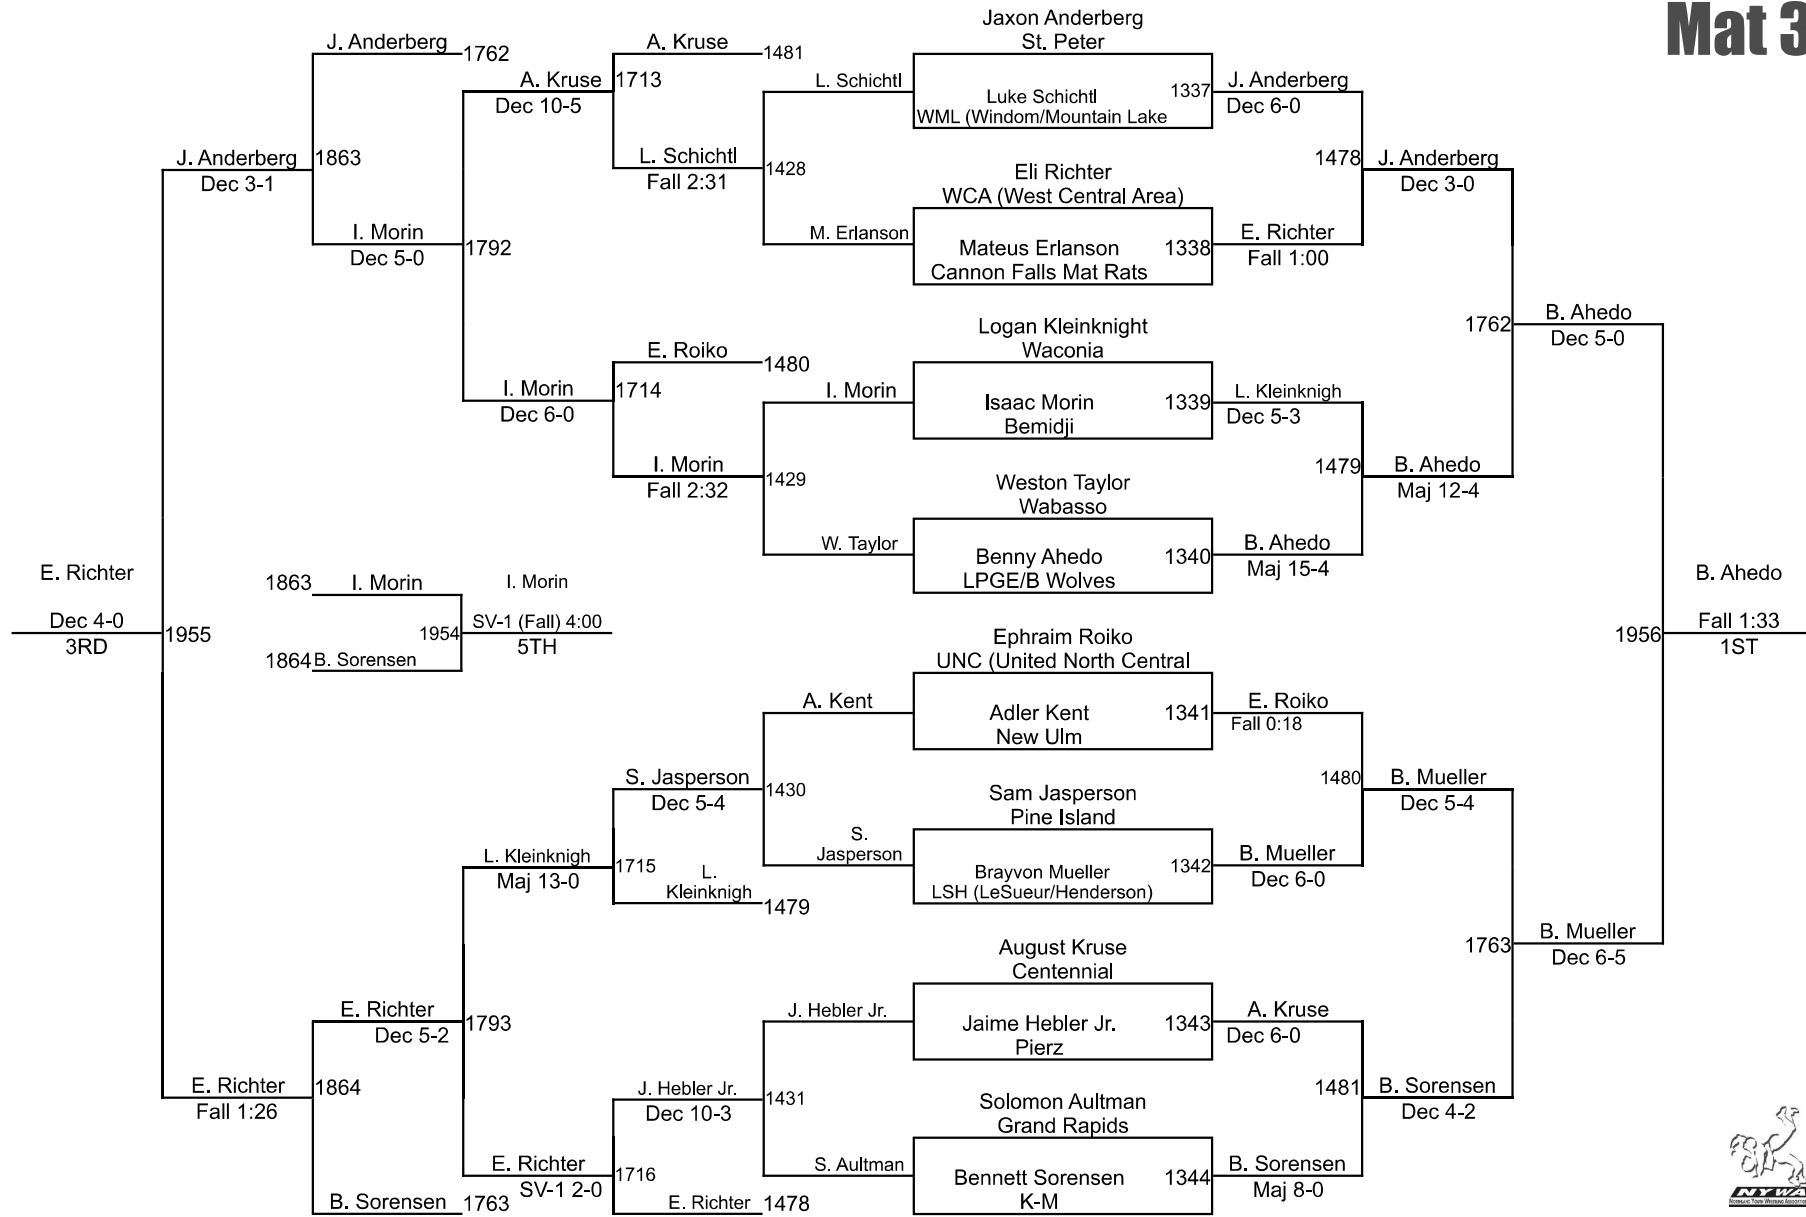 Mat 3
Jaxon Anderberg
St. Peter
J. Anderberg
1762
A. Kruse
1481
A. Kruse
1713
Dec 10-5
L. Schichtl
Luke Schichtl
1337
WML (Windom/Mountain Lake
J. Anderberg
Dec 6-0
J. Anderberg
1863
Dec 3-1
L. Schichtl
1428
Fall 2:31
Eli Richter
WCA (West Central Area)
1478
J. Anderberg
Dec 3-0
I. Morin
1792
Dec 5-0
M. Erlanson
Mateus Erlanson
1338
Cannon Falls Mat Rats
E. Richter
Fall 1:00
Logan Kleinknight
Waconia
1762
B. Ahedo
Dec 5-0
E. Roiko
1480
I. Morin
1714
Dec 6-0
I. Morin
Isaac Morin
1339
Bemidji
L. Kleinknigh
Dec 5-3
I. Morin
1429
Fall 2:32
Weston Taylor
Wabasso
1479
B. Ahedo
Maj 12-4
W. Taylor
Benny Ahedo
1340
LPGE/B Wolves
B. Ahedo
Maj 15-4
E. Richter
Dec 4-0
1955
3RD
1863
I. Morin
I. Morin
1954
SV-1 (Fall) 4:00
5TH
1864
B. Sorensen
B. Ahedo
1956
Fall 1:33
1ST
Ephraim Roiko
UNC (United North Central
A. Kent
Adler Kent
1341
New Ulm
E. Roiko
Fall 0:18
S. Jasperson
1430
Dec 5-4
Sam Jasperson
Pine Island
1480
B. Mueller
Dec 5-4
L. Kleinknigh
1715
Maj 13-0
L.
Kleinknigh
1479
S.
Jasperson
Brayvon Mueller
1342
LSH (LeSueur/Henderson)
B. Mueller
Dec 6-0
August Kruse
Centennial
1763
B. Mueller
Dec 6-5
E. Richter
1793
Dec 5-2
J. Hebler Jr.
Jaime Hebler Jr.
1343
Pierz
A. Kruse
Dec 6-0
E. Richter
1864
Fall 1:26
J. Hebler Jr.
1431
Dec 10-3
Solomon Aultman
Grand Rapids
1481
B. Sorensen
Dec 4-2
E. Richter
1716
SV-1 2-0
S. Aultman
Bennett Sorensen
1344
K-M
B. Sorensen
Maj 8-0
B. Sorensen
1763
E. Richter
1478
NYWA